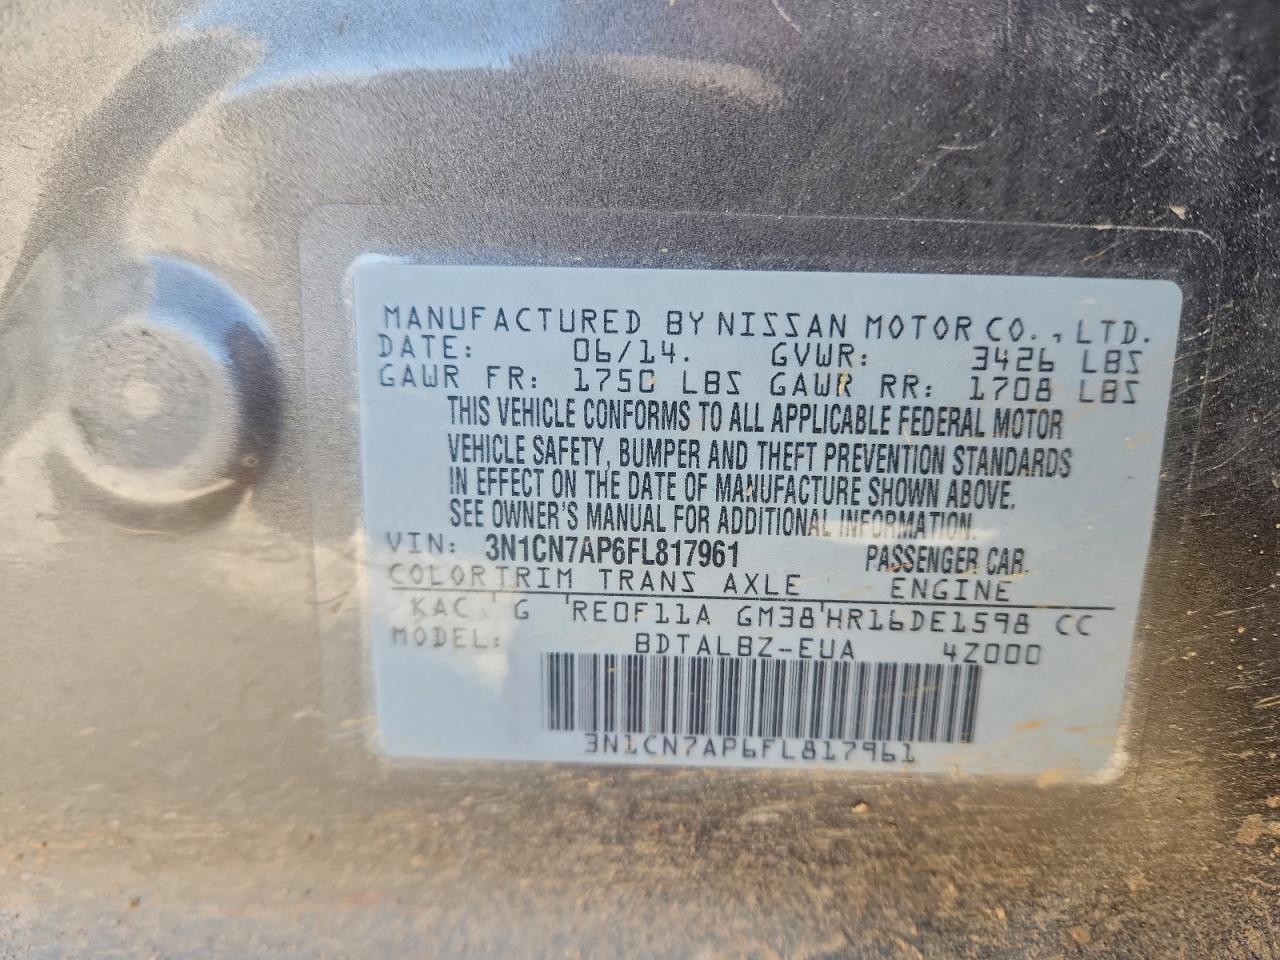 MANUFACTURED BY NISSAN MOTOR CO., LTD.
DATE: 06/14. GVWR: 3426 LBS
GAWR FR: 1750 LBS GAWR RR: 1708 LBS
THIS VEHICLE CONFORMS TO ALL APPLICABLE FEDERAL MOTOR
VEHICLE SAFETY, BUMPER AND THEFT PREVENTION STANDARDS
IN EFFECT ON THE DATE OF MANUFACTURE SHOWN ABOVE.
SEE OWNER'S MANUAL FOR ADDITIONAL INFORMATION.
VIN: 3N1CN7AP6FL817961 PASSENGER CAR.
COLOR TRIM TRANS AXLE ENGINE
KAC G RE0F11A GM38 HR16DE1598 CC
MODEL: BDTALBZ-EUA 4Z000
3N1CN7AP6FL817961